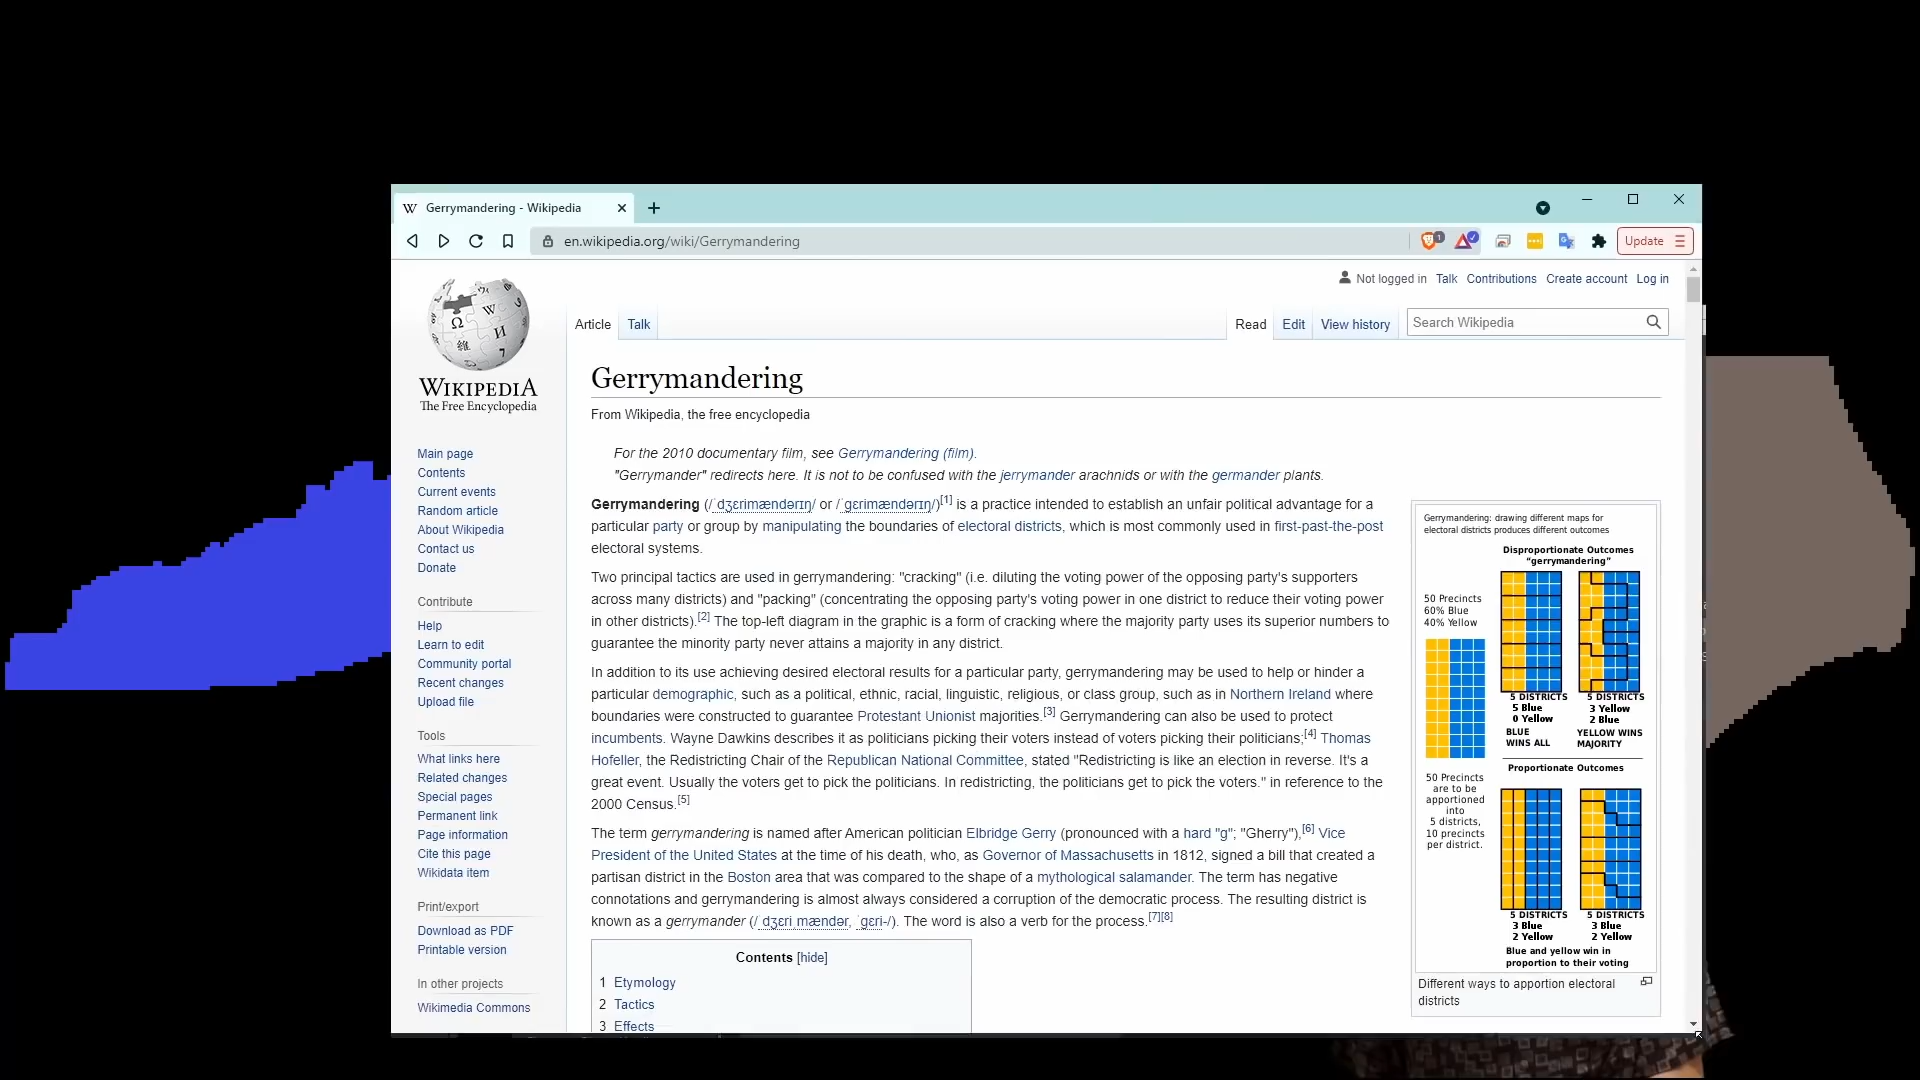 Gerrymandering - Wikipedia
en.wikipedia.org/wiki/Gerrymandering
1
Update
Not logged in Talk Contributions Create account Log in
Article Talk Read Edit View history Search Wikipedia
WIKIPEDIA
The Free Encyclopedia
Main page
Contents
Current events
Random article
About Wikipedia
Contact us
Donate
Contribute
Help
Learn to edit
Community portal
Recent changes
Upload file
Tools
What links here
Related changes
Special pages
Permanent link
Page information
Cite this page
Wikidata item
Print/export
Download as PDF
Printable version
In other projects
Wikimedia Commons
Gerrymandering
From Wikipedia, the free encyclopedia
For the 2010 documentary film, see Gerrymandering (film).
"Gerrymander" redirects here. It is not to be confused with the jerrymander arachnids or with the germander plants.
Gerrymandering (/ˈdʒɛrimændərɪŋ/ or /ˈɡɛrimændərɪŋ/)[1] is a practice intended to establish an unfair political advantage for a
particular party or group by manipulating the boundaries of electoral districts, which is most commonly used in first-past-the-post
electoral systems.
Two principal tactics are used in gerrymandering: "cracking" (i.e. diluting the voting power of the opposing party's supporters
across many districts) and "packing" (concentrating the opposing party's voting power in one district to reduce their voting power
in other districts).[2] The top-left diagram in the graphic is a form of cracking where the majority party uses its superior numbers to
guarantee the minority party never attains a majority in any district.
In addition to its use achieving desired electoral results for a particular party, gerrymandering may be used to help or hinder a
particular demographic, such as a political, ethnic, racial, linguistic, religious, or class group, such as in Northern Ireland where
boundaries were constructed to guarantee Protestant Unionist majorities.[3] Gerrymandering can also be used to protect
incumbents. Wayne Dawkins describes it as politicians picking their voters instead of voters picking their politicians;[4] Thomas
Hofeller, the Redistricting Chair of the Republican National Committee, stated "Redistricting is like an election in reverse. It's a
great event. Usually the voters get to pick the politicians. In redistricting, the politicians get to pick the voters." in reference to the
2000 Census.[5]
The term gerrymandering is named after American politician Elbridge Gerry (pronounced with a hard "g"; "Gherry"),[6] Vice
President of the United States at the time of his death, who, as Governor of Massachusetts in 1812, signed a bill that created a
partisan district in the Boston area that was compared to the shape of a mythological salamander. The term has negative
connotations and gerrymandering is almost always considered a corruption of the democratic process. The resulting district is
known as a gerrymander (/ˈdʒɛriˌmændər, ˈɡɛri-/). The word is also a verb for the process.[7][8]
Contents [hide]
1 Etymology
2 Tactics
3 Effects
Gerrymandering: drawing different maps for
electoral districts produces different outcomes
Disproportionate Outcomes
"gerrymandering"
50 Precincts
60% Blue
40% Yellow
5 DISTRICTS
5 Blue
0 Yellow
BLUE
WINS ALL
5 DISTRICTS
3 Yellow
2 Blue
YELLOW WINS
MAJORITY
Proportionate Outcomes
50 Precincts
are to be
apportioned
into
5 districts,
10 precincts
per district.
5 DISTRICTS
3 Blue
2 Yellow
5 DISTRICTS
3 Blue
2 Yellow
Blue and yellow win in
proportion to their voting
Different ways to apportion electoral
districts